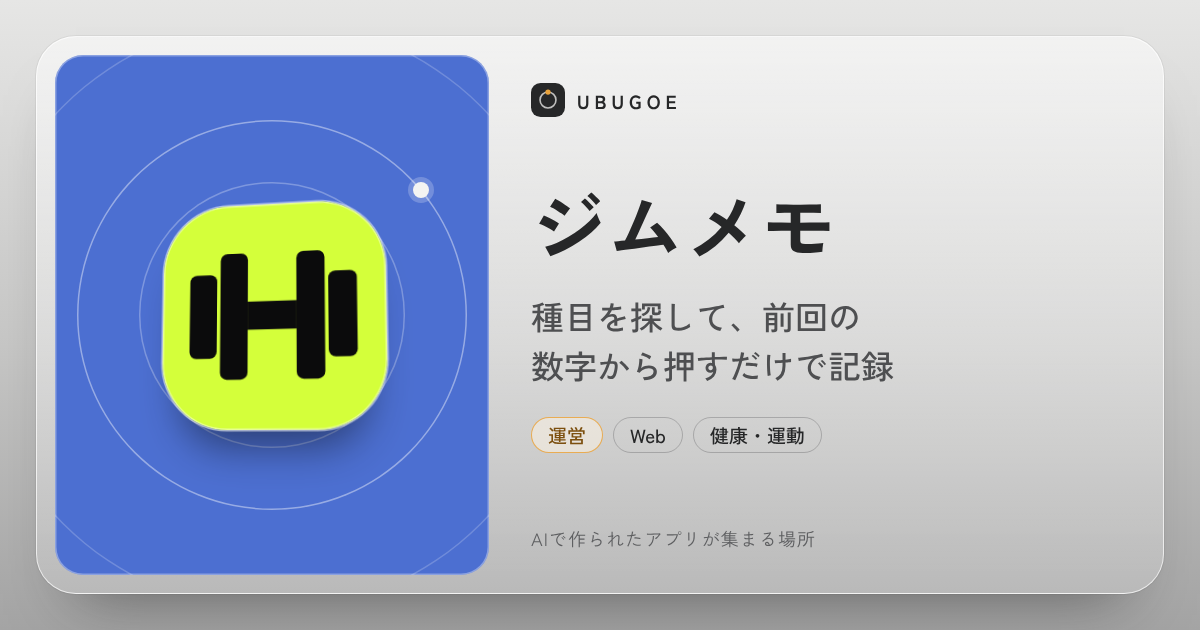 UBUGOE
ジムメモ
種目を探して、前回の
数字から押すだけで記録
運営
Web
健康・運動
AIで作られたアプリが集まる場所